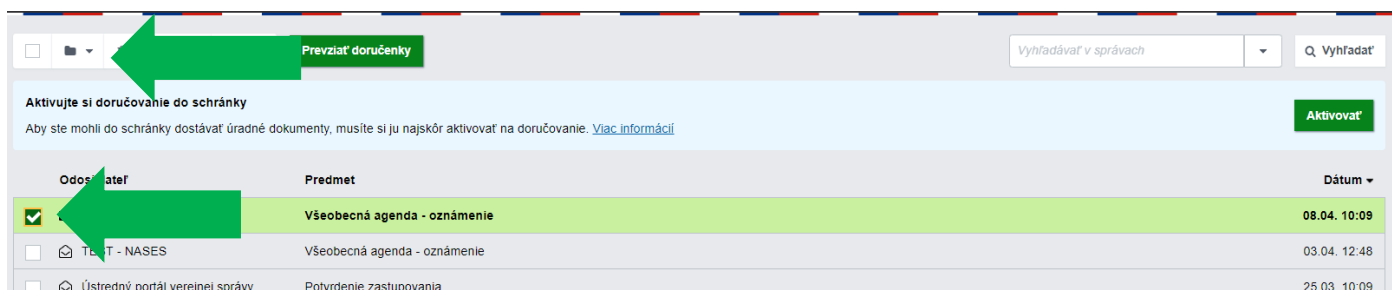 Prevziať doručenky
Vyhľadávať v správach
Vyhľadať
Aktivujte si doručovanie do schránky
Aby ste mohli do schránky dostávať úradné dokumenty, musíte si ju najskôr aktivovať na doručovanie. Viac informácií
Aktivovať
Odosielateľ Predmet Dátum
Všeobecná agenda - oznámenie 08.04. 10:09
TEST - NASES Všeobecná agenda - oznámenie 03.04. 12:48
Ústredný portál verejnej správy Potvrdenie zastupovania 25.03. 10:09